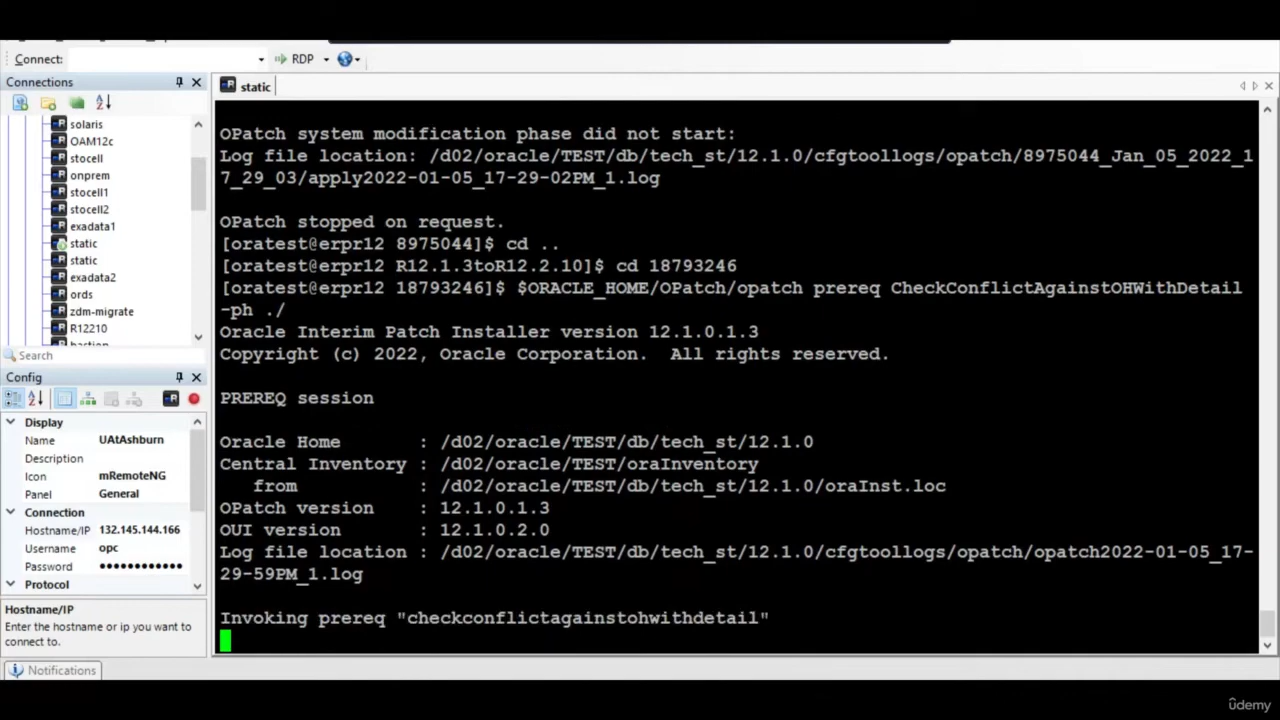 Connect:
RDP
Connections
static
solaris
OAM12c
stocell
onprem
stocell1
stocell2
exadata1
static
static
exadata2
ords
zdm-migrate
R12210
Search
Config
Display
Name UAtAshburn
Description
Icon mRemoteNG
Panel General
Connection
Hostname/IP 132.145.144.166
Username opc
Password ●●●●●●●●●●●●
Protocol
Hostname/IP
Enter the hostname or ip you want to
connect to.
Notifications
OPatch system modification phase did not start:
Log file location: /d02/oracle/TEST/db/tech_st/12.1.0/cfgtoollogs/opatch/8975044_Jan_05_2022_1
7_29_03/apply2022-01-05_17-29-02PM_1.log
OPatch stopped on request.
[oratest@erpr12 8975044]$ cd ..
[oratest@erpr12 R12.1.3toR12.2.10]$ cd 18793246
[oratest@erpr12 18793246]$ $ORACLE_HOME/OPatch/opatch prereq CheckConflictAgainstOHWithDetail
-ph ./
Oracle Interim Patch Installer version 12.1.0.1.3
Copyright (c) 2022, Oracle Corporation.  All rights reserved.
PREREQ session
Oracle Home       : /d02/oracle/TEST/db/tech_st/12.1.0
Central Inventory : /d02/oracle/TEST/oraInventory
   from           : /d02/oracle/TEST/db/tech_st/12.1.0/oraInst.loc
OPatch version    : 12.1.0.1.3
OUI version       : 12.1.0.2.0
Log file location : /d02/oracle/TEST/db/tech_st/12.1.0/cfgtoollogs/opatch/opatch2022-01-05_17-
29-59PM_1.log
Invoking prereq "checkconflictagainstohwithdetail"
ûdemy